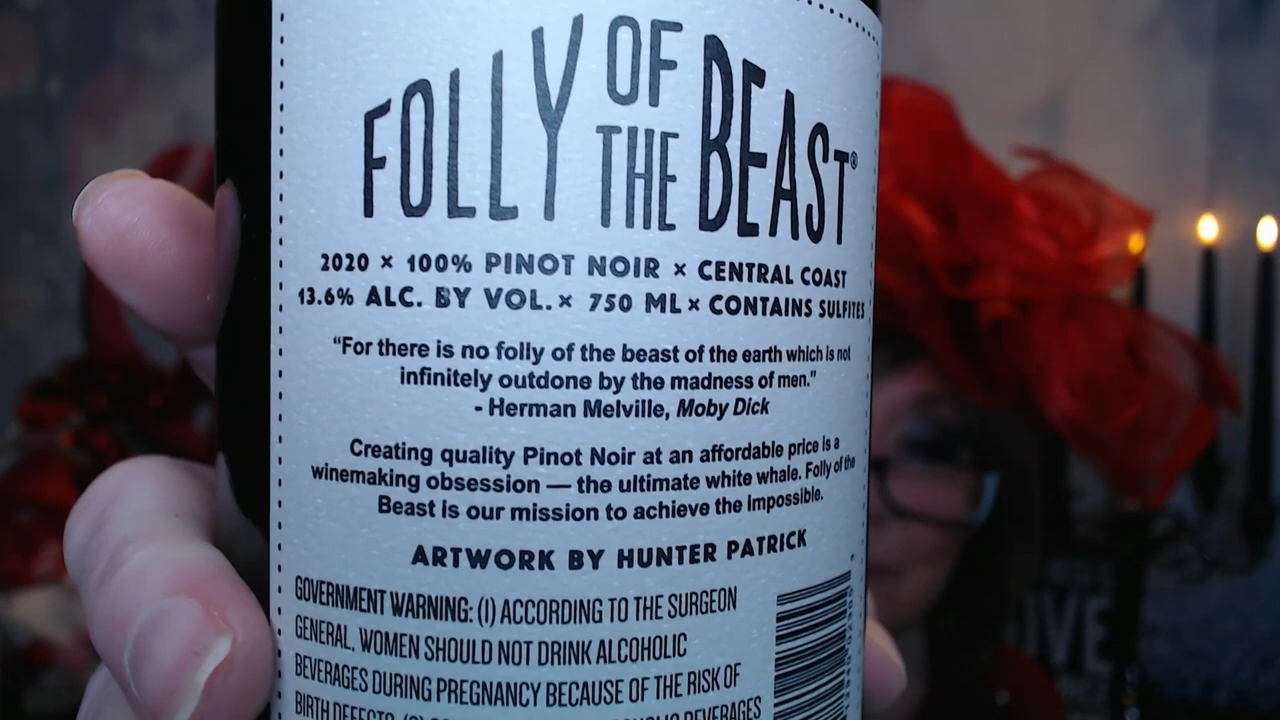 FOLLY OF THE BEAST®
2020 × 100% PINOT NOIR × CENTRAL COAST
13.6% ALC. BY VOL. × 750 ML × CONTAINS SULFITES
“For there is no folly of the beast of the earth which is not
infinitely outdone by the madness of men.”
- Herman Melville, Moby Dick
Creating quality Pinot Noir at an affordable price is a
winemaking obsession — the ultimate white whale. Folly of the
Beast is our mission to achieve the impossible.
ARTWORK BY HUNTER PATRICK
GOVERNMENT WARNING: (1) ACCORDING TO THE SURGEON
GENERAL, WOMEN SHOULD NOT DRINK ALCOHOLIC
BEVERAGES DURING PREGNANCY BECAUSE OF THE RISK OF
BIRTH DEFECTS. BEVERAGES